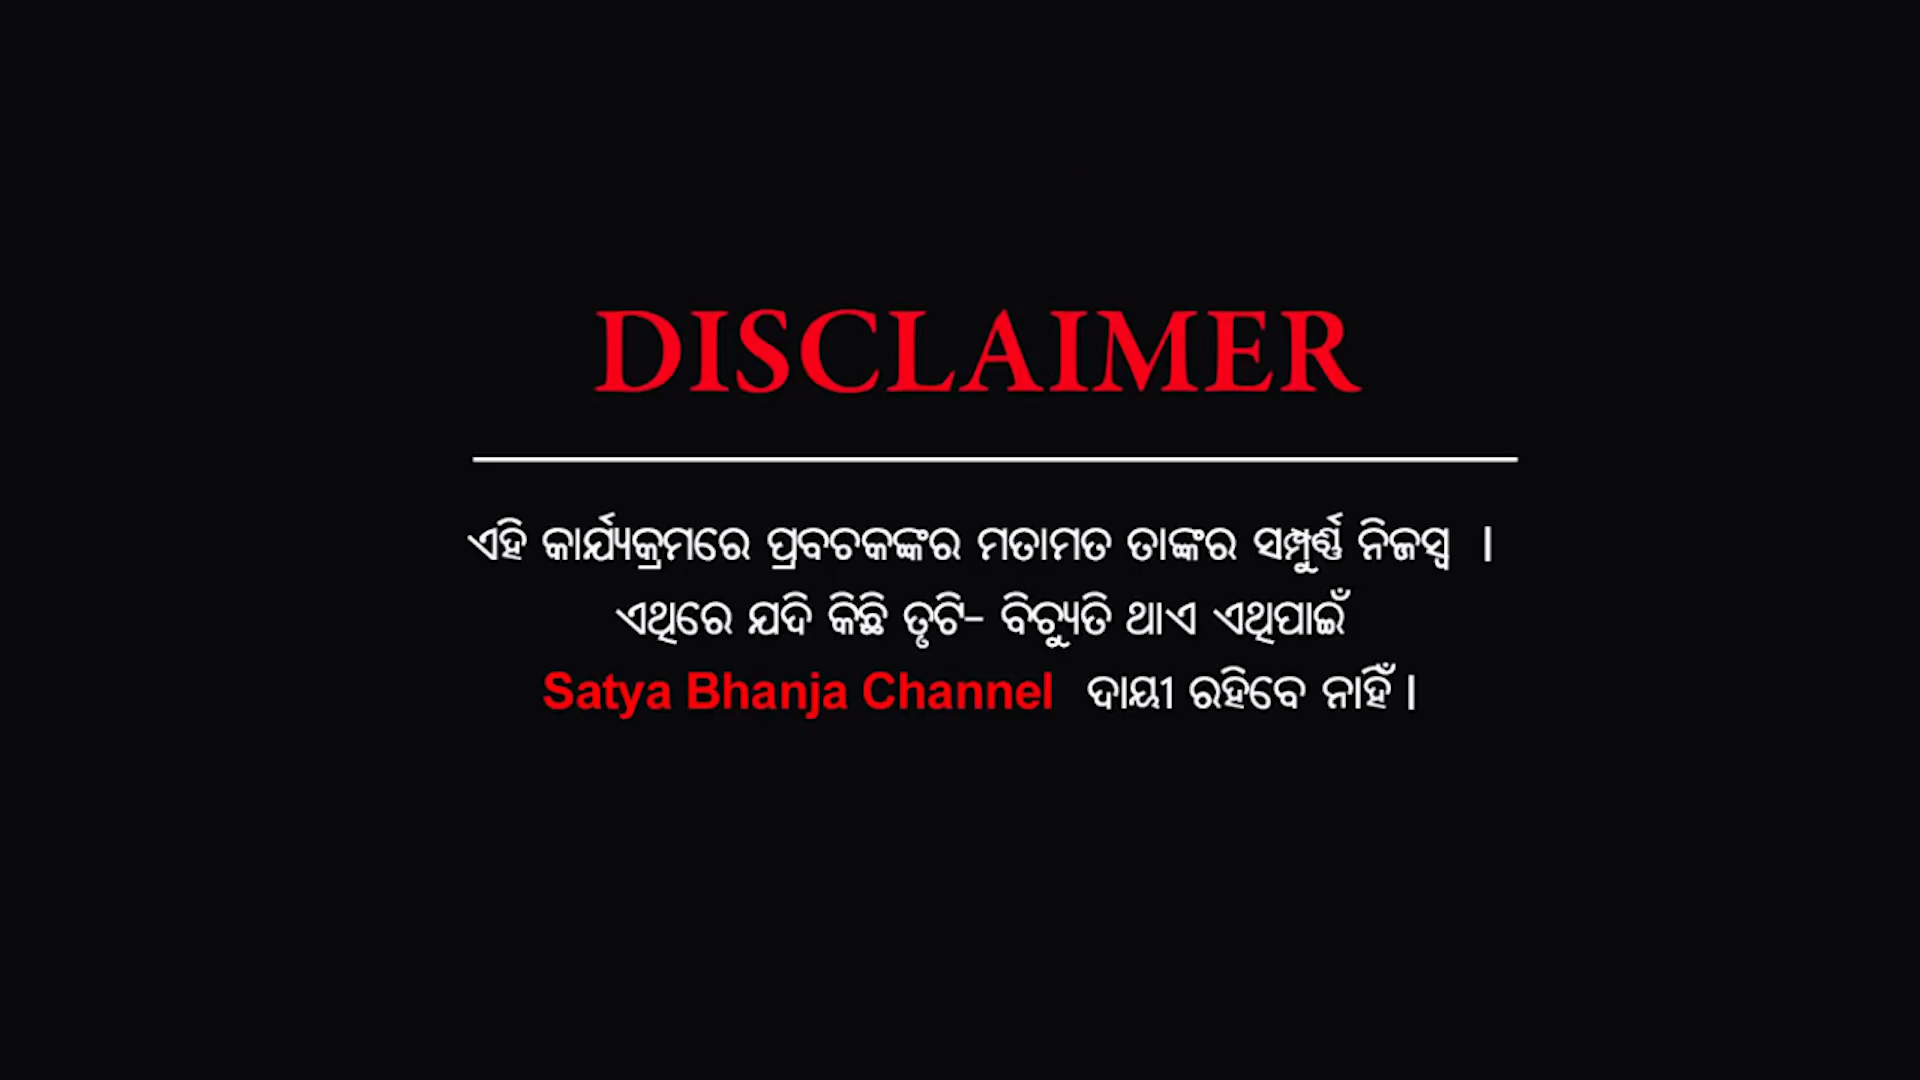 DISCLAIMER
ଏହି କାର୍ଯ୍ୟକ୍ରମରେ ପ୍ରବଚକଙ୍କର ମତାମତ ତାଙ୍କର ସମ୍ପୁର୍ଣ୍ଣ ନିଜସ୍ୱ ।
ଏଥିରେ ଯଦି କିଛି ତୃଟି- ବିଚ୍ୟୁତି ଥାଏ ଏଥିପାଇଁ
Satya Bhanja Channel ଦାୟୀ ରହିବେ ନାହିଁ ।